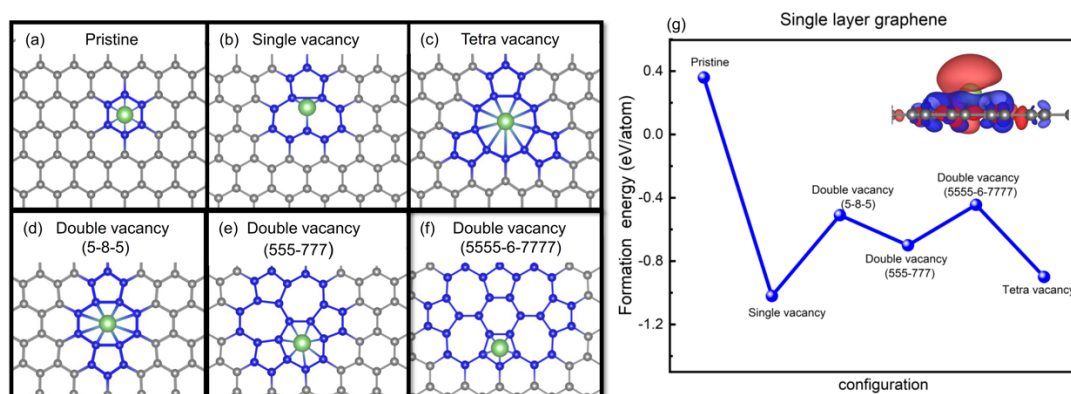 (a) Pristine
(b) Single vacancy
(c) Tetra vacancy
(d) Double vacancy
(5-8-5)
(e) Double vacancy
(555-777)
(f) Double vacancy
(5555-6-7777)
(g) Single layer graphene
Formation energy (eV/atom)
0.4
0.0
-0.4
-0.8
-1.2
Pristine
Single vacancy
Double vacancy
(5-8-5)
Double vacancy
(555-777)
Double vacancy
(5555-6-7777)
Tetra vacancy
configuration